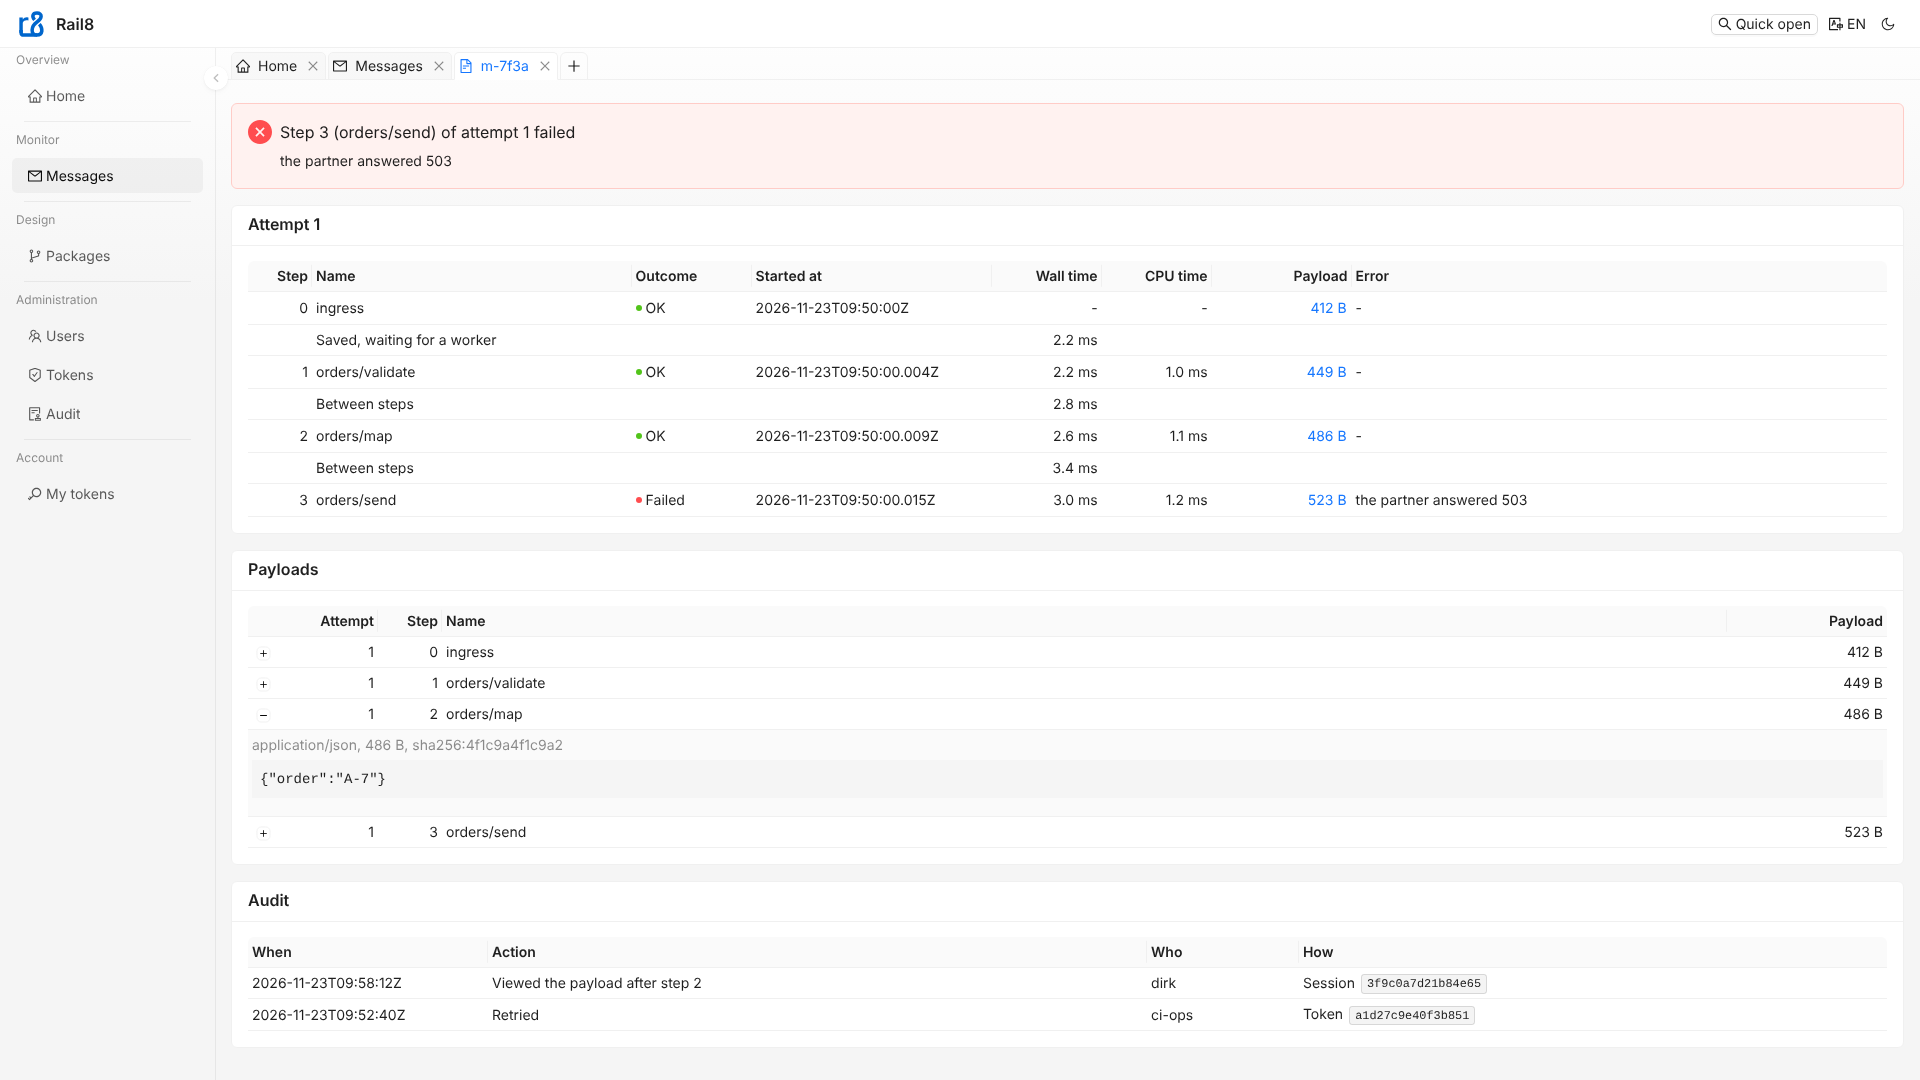 Rail8
Quick open
EN
Overview
Home
Monitor
Messages
Design
Packages
Administration
Users
Tokens
Audit
Account
My tokens
Home
Messages
m-7f3a
Step 3 (orders/send) of attempt 1 failed
the partner answered 503
Attempt 1
Step Name Outcome Started at Wall time CPU time Payload Error
0 ingress OK 2026-11-23T09:50:00Z - - 412 B -
Saved, waiting for a worker 2.2 ms
1 orders/validate OK 2026-11-23T09:50:00.004Z 2.2 ms 1.0 ms 449 B -
Between steps 2.8 ms
2 orders/map OK 2026-11-23T09:50:00.009Z 2.6 ms 1.1 ms 486 B -
Between steps 3.4 ms
3 orders/send Failed 2026-11-23T09:50:00.015Z 3.0 ms 1.2 ms 523 B the partner answered 503
Payloads
Attempt Step Name Payload
+ 1 0 ingress 412 B
+ 1 1 orders/validate 449 B
− 1 2 orders/map 486 B
application/json, 486 B, sha256:4f1c9a4f1c9a2
{"order":"A-7"}
+ 1 3 orders/send 523 B
Audit
When Action Who How
2026-11-23T09:58:12Z Viewed the payload after step 2 dirk Session 3f9c0a7d21b84e65
2026-11-23T09:52:40Z Retried ci-ops Token a1d27c9e40f3b851